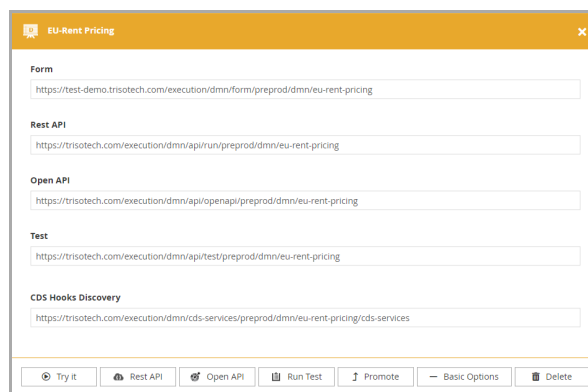 EU-Rent Pricing
Form
https://test-demo.trisotech.com/execution/dmn/form/preprod/dmn/eu-rent-pricing
Rest API
https://trisotech.com/execution/dmn/api/run/preprod/dmn/eu-rent-pricing
Open API
https://trisotech.com/execution/dmn/api/openapi/preprod/dmn/eu-rent-pricing
Test
https://trisotech.com/execution/dmn/api/test/preprod/dmn/eu-rent-pricing
CDS Hooks Discovery
https://trisotech.com/execution/dmn/cds-services/preprod/dmn/eu-rent-pricing/cds-services
Try it Rest API Open API Run Test Promote Basic Options Delete